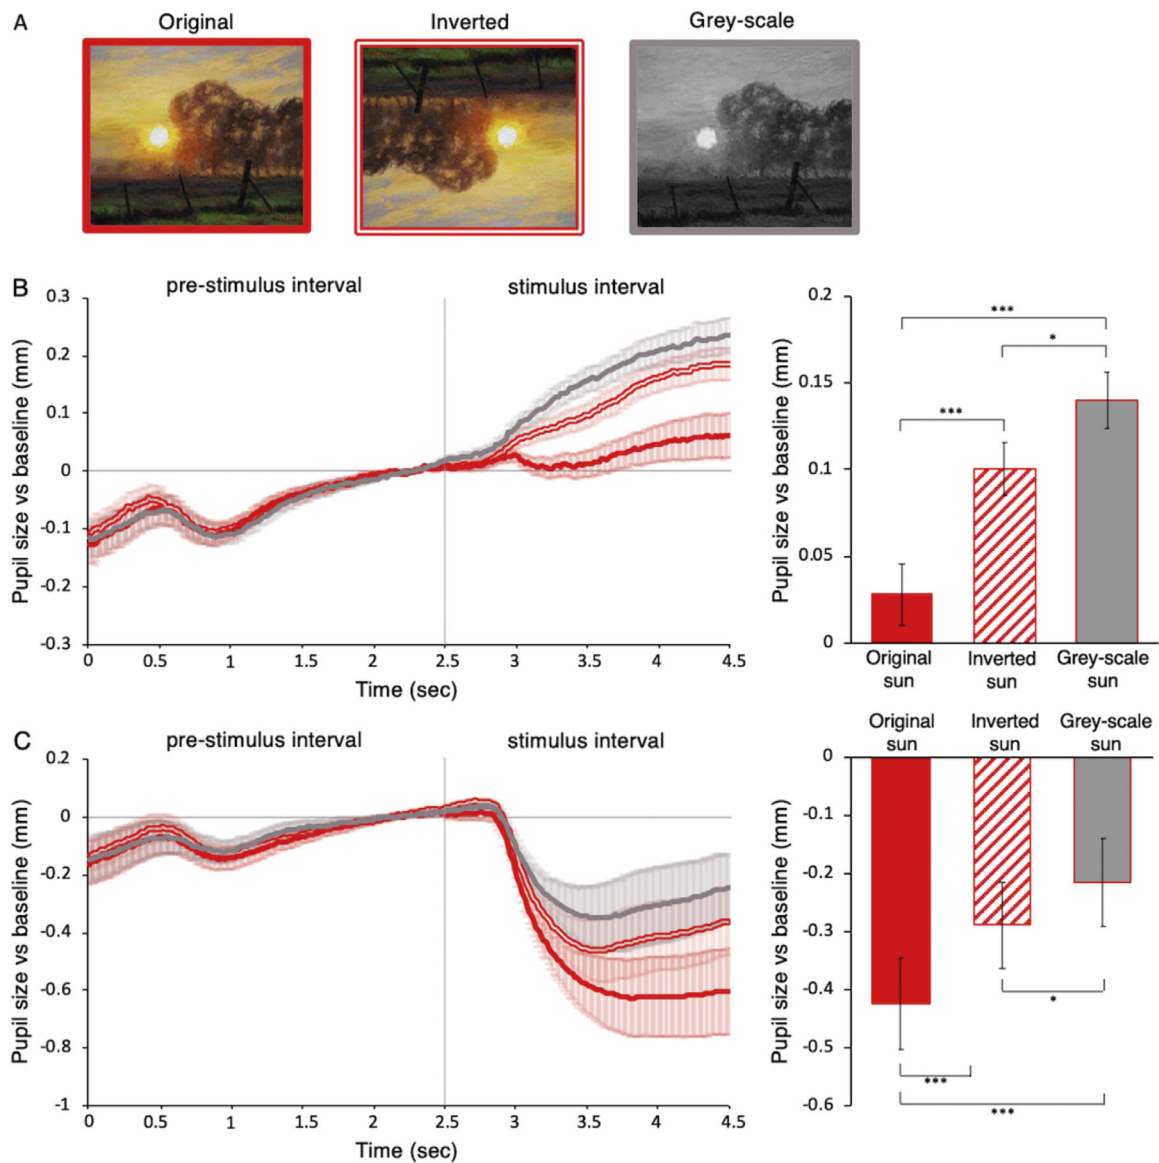 A
Original
Inverted
Grey-scale
B
pre-stimulus interval
stimulus interval
Pupil size vs baseline (mm)
0.3
0.2
0.1
0
-0.1
-0.2
-0.3
0
0.5
1
1.5
2
2.5
3
3.5
4
4.5
Time (sec)
Pupil size vs baseline (mm)
0.2
0.15
0.1
0.05
0
***
*
***
Original
sun
Inverted
sun
Grey-scale
sun
C
pre-stimulus interval
stimulus interval
Pupil size vs baseline (mm)
0.2
0
-0.2
-0.4
-0.6
-0.8
-1
0
0.5
1
1.5
2
2.5
3
3.5
4
4.5
Time (sec)
Original
sun
Inverted
sun
Grey-scale
sun
Pupil size vs baseline (mm)
0
-0.1
-0.2
-0.3
-0.4
-0.5
-0.6
*
***
***